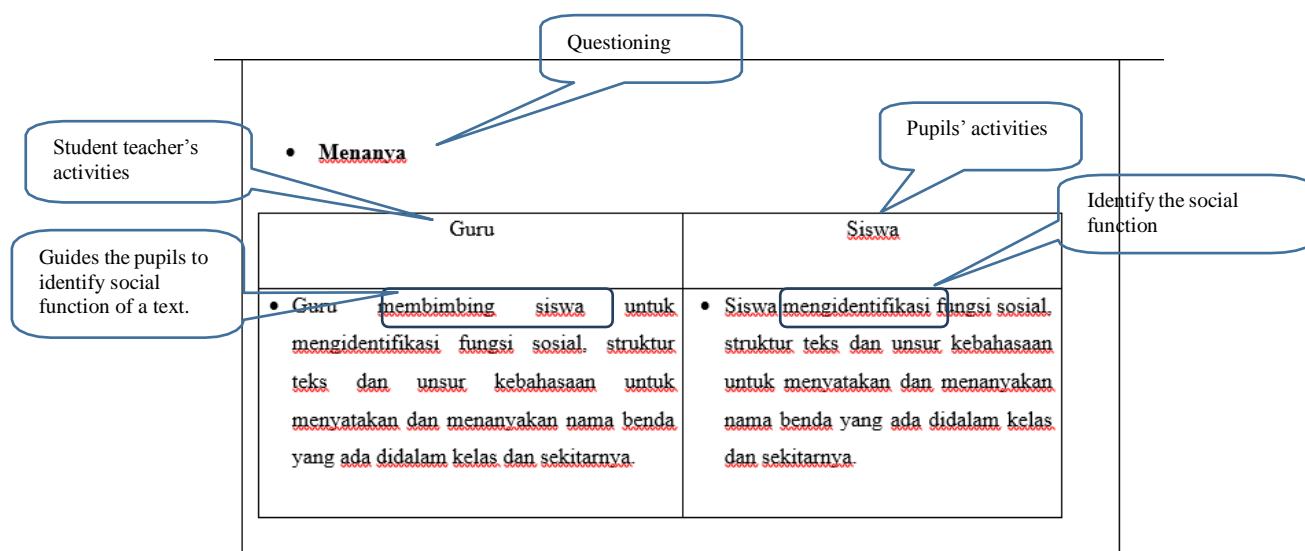 Questioning
Student teacher's
activities
• Menanya
Pupils' activities
Identify the social
function
Guru
Siswa
Guides the pupils to
identify social
function of a text.
• Guru membimbing siswa untuk
mengidentifikasi fungsi sosial, struktur
teks dan unsur kebahasaan untuk
menyatakan dan menanyakan nama benda
yang ada didalam kelas dan sekitarnya.
• Siswa mengidentifikasi fungsi sosial,
struktur teks dan unsur kebahasaan
untuk menyatakan dan menanyakan
nama benda yang ada didalam kelas
dan sekitarnya.